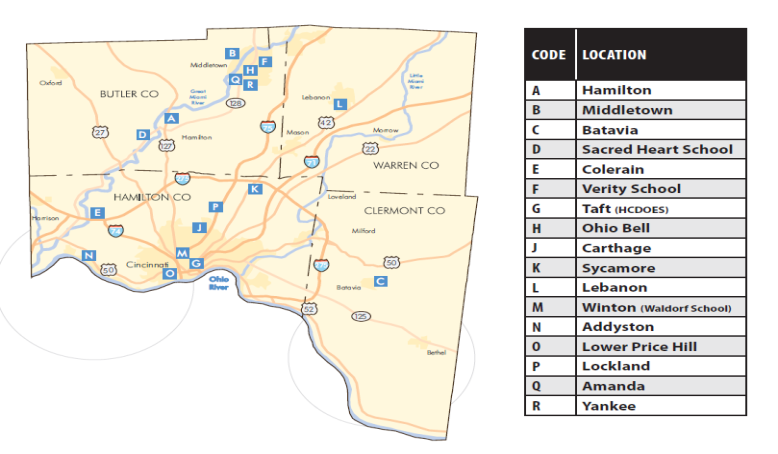 B
Middletown
F
H
Q
R
Oxford
BUTLER CO
Great
Miami
River
Little
Miami
River
128
Lebanon
L
A
42
27
D
Hamilton
127
75
Mason
Morrow
22
71
WARREN CO
275
K
HAMILTON CO
Loveland
P
CLERMONT CO
Harrison
E
74
J
Milford
N
M
Cincinnati
G
50
O
50
Ohio
River
C
Batavia
52
125
Bethel
CODE LOCATION
A Hamilton
B Middletown
C Batavia
D Sacred Heart School
E Colerain
F Verity School
G Taft (HCDOES)
H Ohio Bell
J Carthage
K Sycamore
L Lebanon
M Winton (Waldorf School)
N Addyston
O Lower Price Hill
P Lockland
Q Amanda
R Yankee